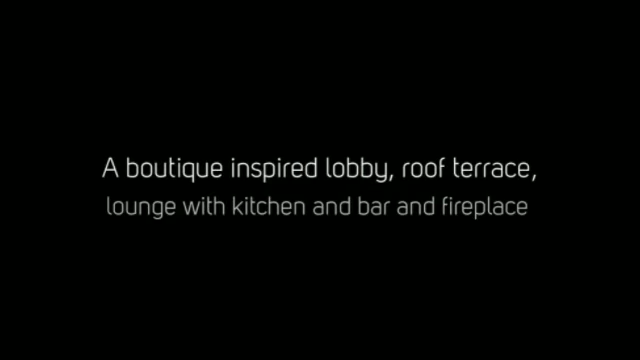 A boutique inspired lobby, roof terrace,
lounge with kitchen and bar and fireplace